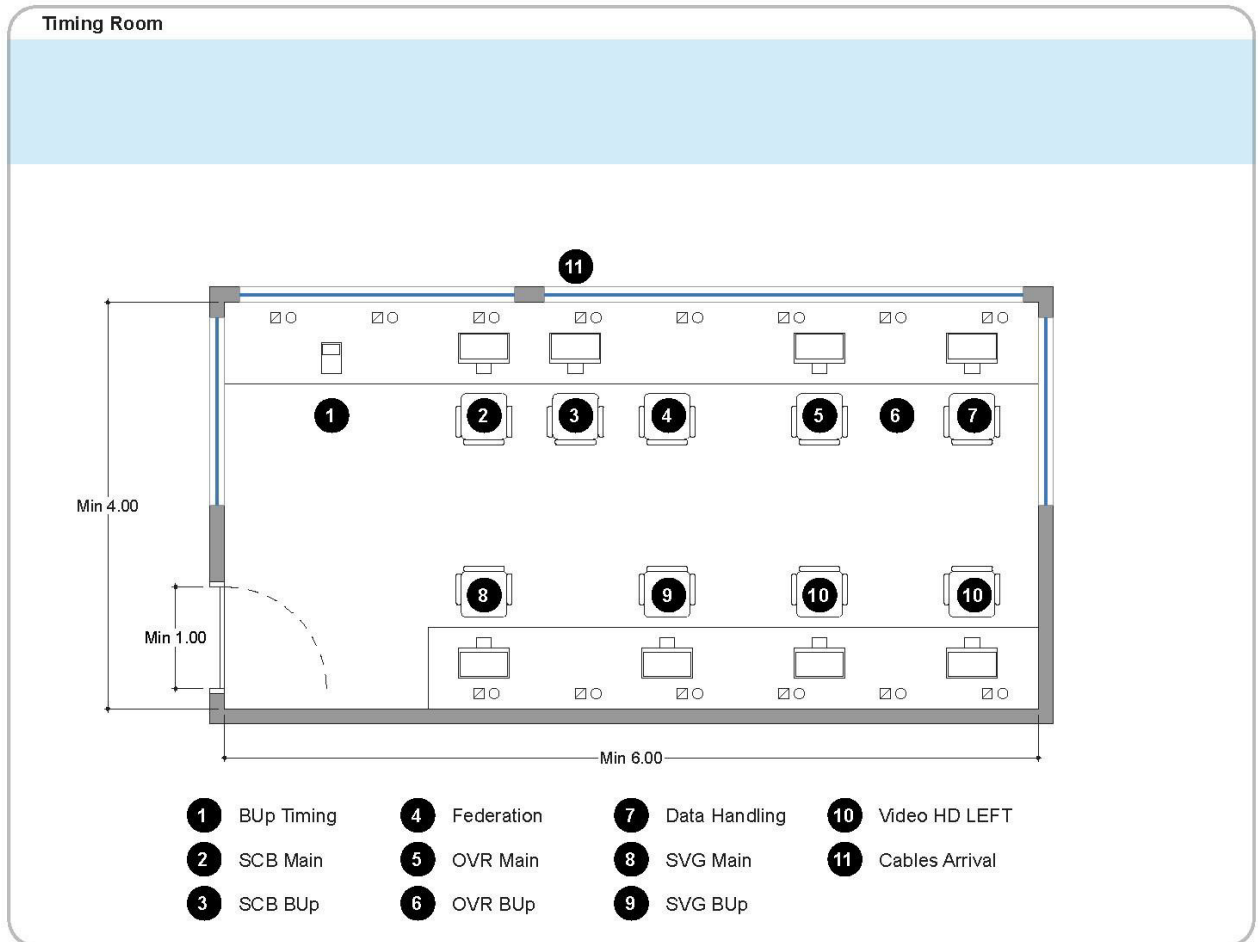 Timing Room
11
1 2 3 4 5 6 7
Min 4.00
8 9 10 10
Min 1.00
Min 6.00
1 BUp Timing 4 Federation 7 Data Handling 10 Video HD LEFT
2 SCB Main 5 OVR Main 8 SVG Main 11 Cables Arrival
3 SCB BUp 6 OVR BUp 9 SVG BUp